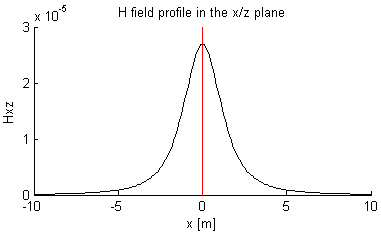 H field profile in the x/z plane
x 10^-5
3
2
1
0
Hxz
-10 -5 0 5 10
x [m]